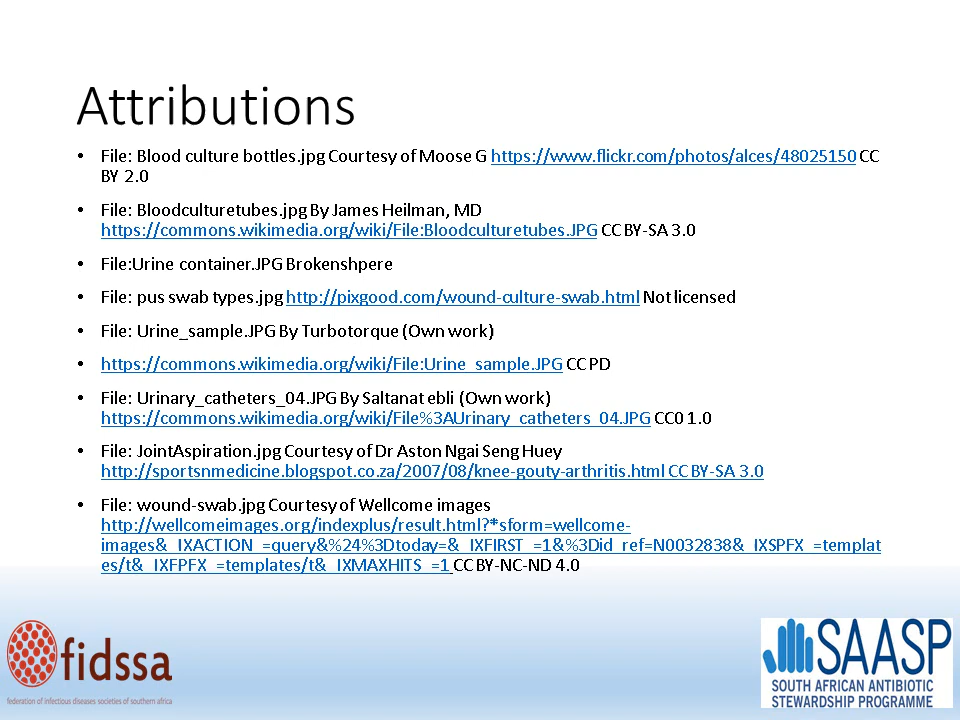 Attributions
• File: Blood culture bottles.jpg Courtesy of Moose G https://www.flickr.com/photos/alces/48025150 CC
BY 2.0
• File: Bloodculturetubes.jpg By James Heilman, MD
https://commons.wikimedia.org/wiki/File:Bloodculturetubes.JPG CC BY-SA 3.0
• File:Urine container.JPG Brokenshpere
• File: pus swab types.jpg http://pixgood.com/wound-culture-swab.html Not licensed
• File: Urine_sample.JPG By Turbotorque (Own work)
• https://commons.wikimedia.org/wiki/File:Urine_sample.JPG CC PD
• File: Urinary_catheters_04.JPG By Saltanat ebli (Own work)
https://commons.wikimedia.org/wiki/File%3AUrinary_catheters_04.JPG CC0 1.0
• File: JointAspiration.jpg Courtesy of Dr Aston Ngai Seng Huey
http://sportsnmedicine.blogspot.co.za/2007/08/knee-gouty-arthritis.html CC BY-SA 3.0
• File: wound-swab.jpg Courtesy of Wellcome images
http://wellcomeimages.org/indexplus/result.html?*sform=wellcome-
images&_IXACTION_=query&%24%3Dtoday=&_IXFIRST_=1&%3Did_ref=N0032838&_IXSPFX_=templat
es/t&_IXFPFX_=templates/t&_IXMAXHITS_=1 CC BY-NC-ND 4.0
fidssa
federation of infectious diseases societies of southern africa
SAASP
SOUTH AFRICAN ANTIBIOTIC
STEWARDSHIP PROGRAMME